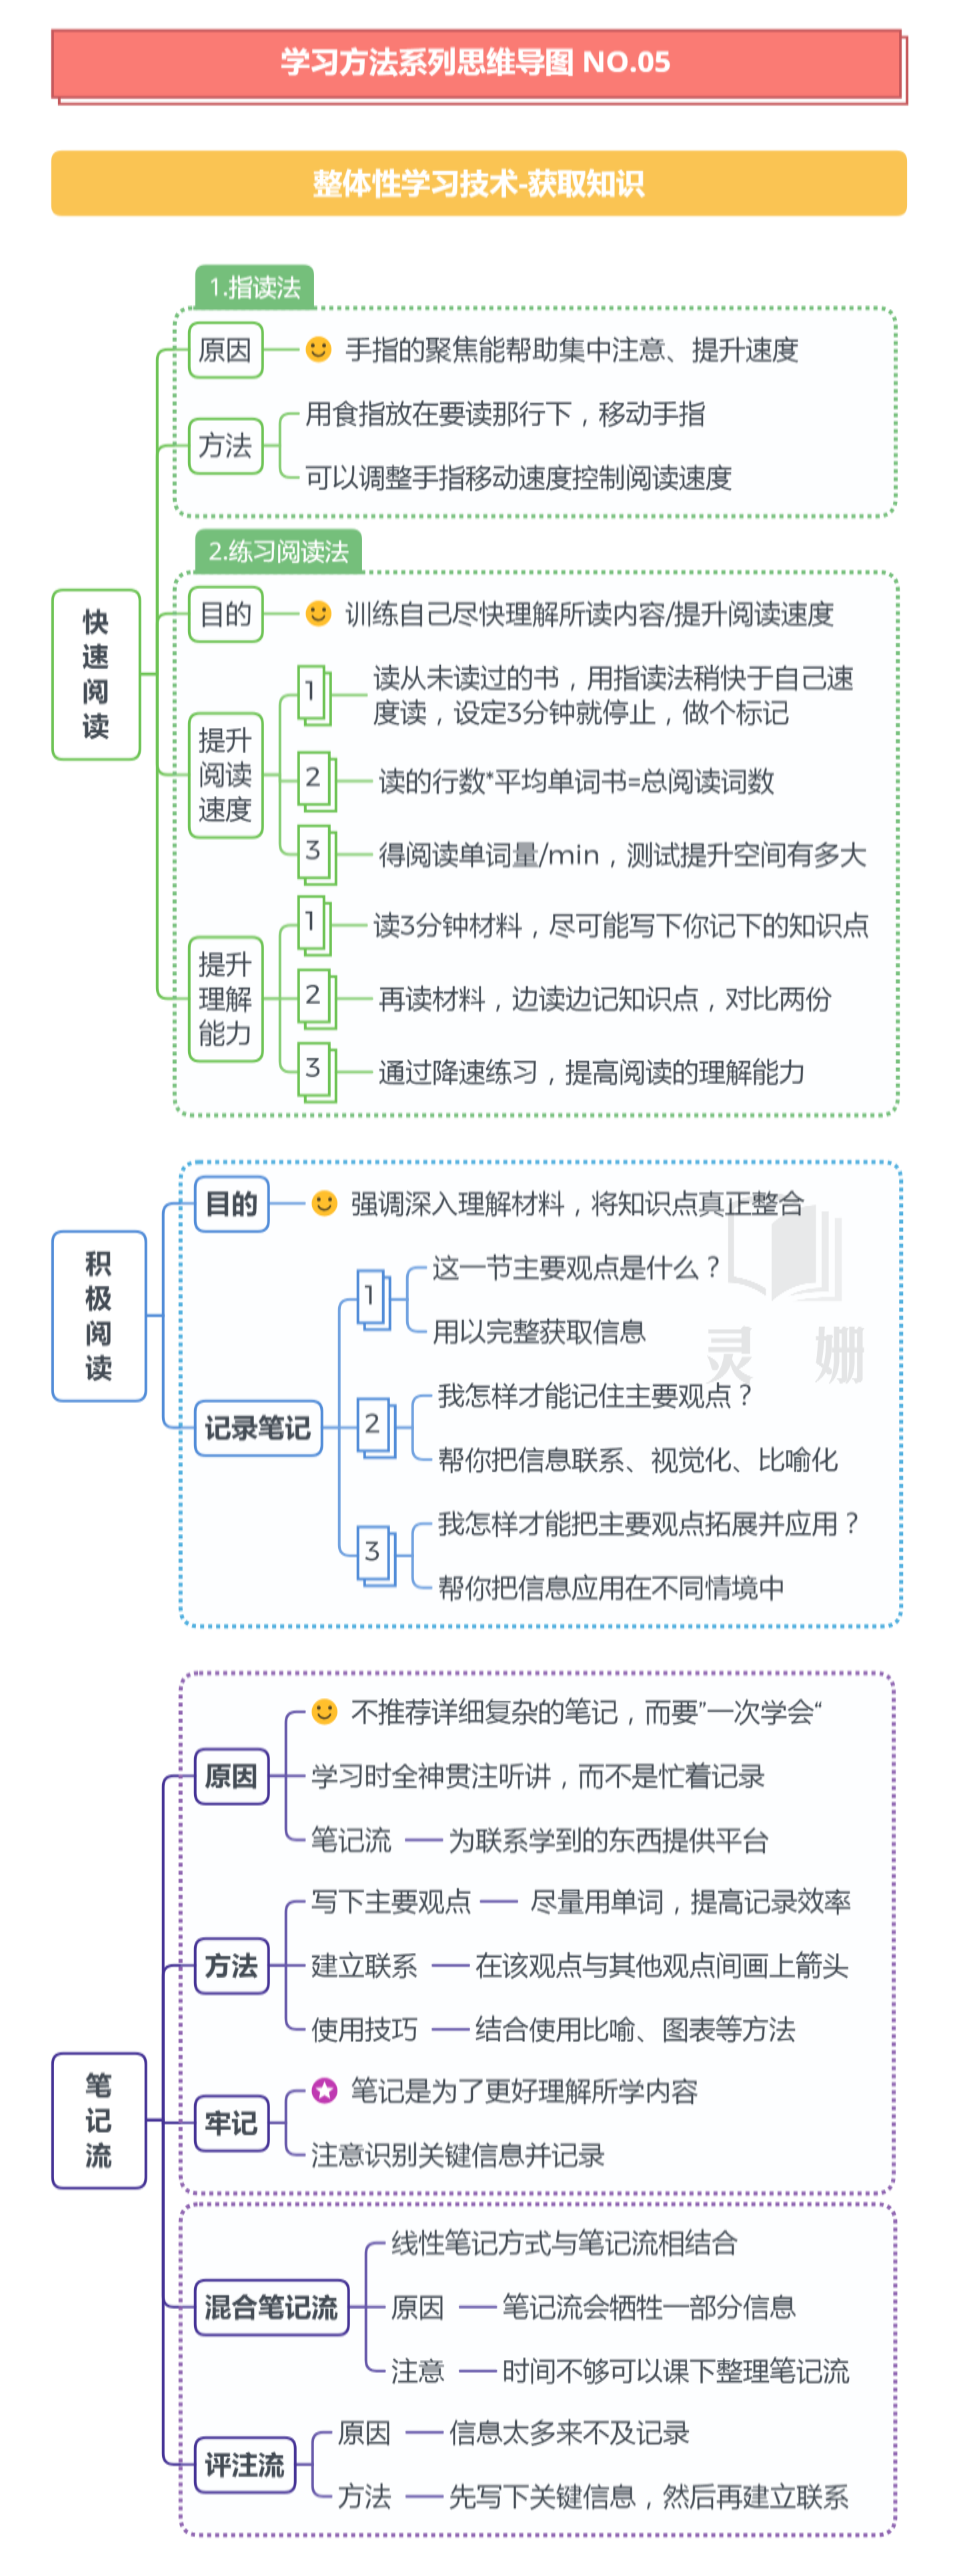 学习方法系列思维导图 NO.05
整体性学习技术-获取知识
快速阅读
1.指读法
原因
手指的聚焦能帮助集中注意、提升速度
方法
用食指放在要读那行下，移动手指
可以调整手指移动速度控制阅读速度
2.练习阅读法
目的
训练自己尽快理解所读内容/提升阅读速度
提升
阅读
速度
1
读从未读过的书，用指读法稍快于自己速
度读，设定3分钟就停止，做个标记
2
读的行数*平均单词书=总阅读词数
3
得阅读单词量/min，测试提升空间有多大
提升
理解
能力
1
读3分钟材料，尽可能写下你记下的知识点
2
再读材料，边读边记知识点，对比两份
3
通过降速练习，提高阅读的理解能力
积极阅读
目的
强调深入理解材料，将知识点真正整合
记录笔记
1
这一节主要观点是什么？
用以完整获取信息
2
我怎样才能记住主要观点？
帮你把信息联系、视觉化、比喻化
3
我怎样才能把主要观点拓展并应用？
帮你把信息应用在不同情境中
灵 姗
笔记流
原因
不推荐详细复杂的笔记，而要”一次学会“
学习时全神贯注听讲，而不是忙着记录
笔记流
为联系学到的东西提供平台
方法
写下主要观点
尽量用单词，提高记录效率
建立联系
在该观点与其他观点间画上箭头
使用技巧
结合使用比喻、图表等方法
牢记
笔记是为了更好理解所学内容
注意识别关键信息并记录
混合笔记流
线性笔记方式与笔记流相结合
原因
笔记流会牺牲一部分信息
注意
时间不够可以课下整理笔记流
评注流
原因
信息太多来不及记录
方法
先写下关键信息，然后再建立联系